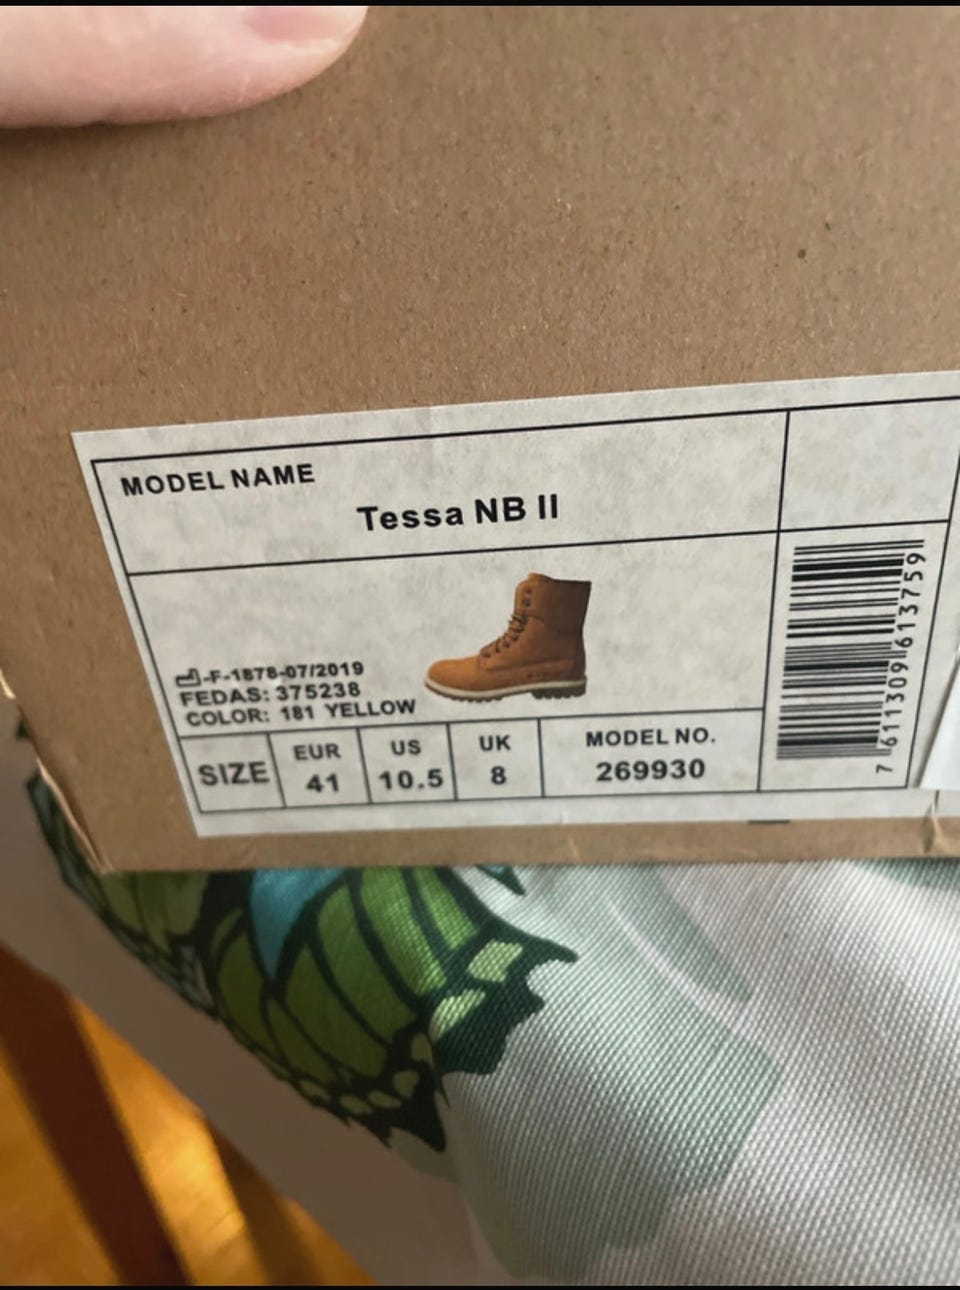 MODEL NAME
Tessa NB II
-F-1878-07/2019
FEDAS: 375238
COLOR: 181 YELLOW
SIZE
EUR
41
US
10.5
UK
8
MODEL NO.
269930
7 611309 613759